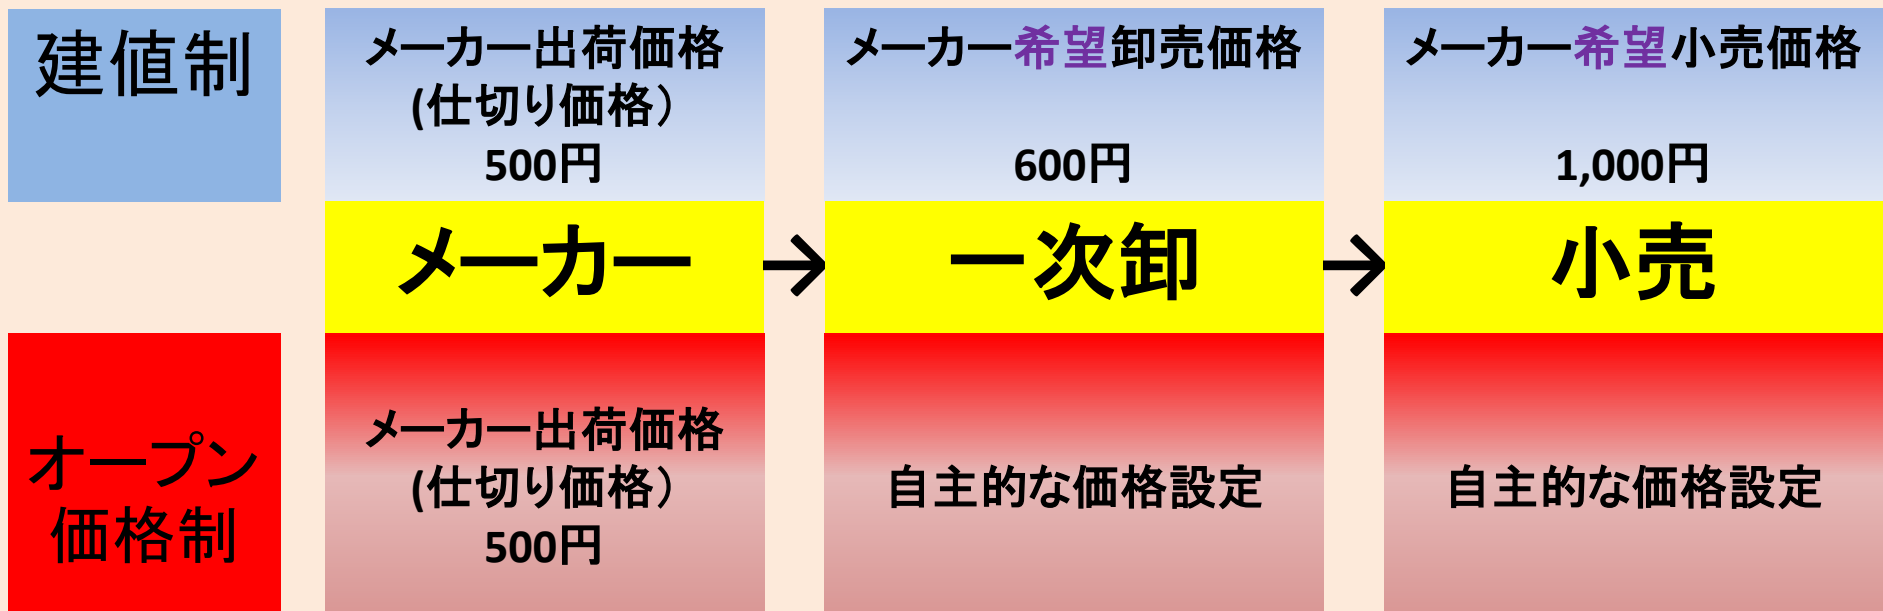 建値制
メーカー出荷価格
(仕切り価格）
500円
メーカー希望卸売価格
600円
メーカー希望小売価格
1,000円
メーカー
→
一次卸
→
小売
オープン
価格制
メーカー出荷価格
(仕切り価格）
500円
自主的な価格設定
自主的な価格設定